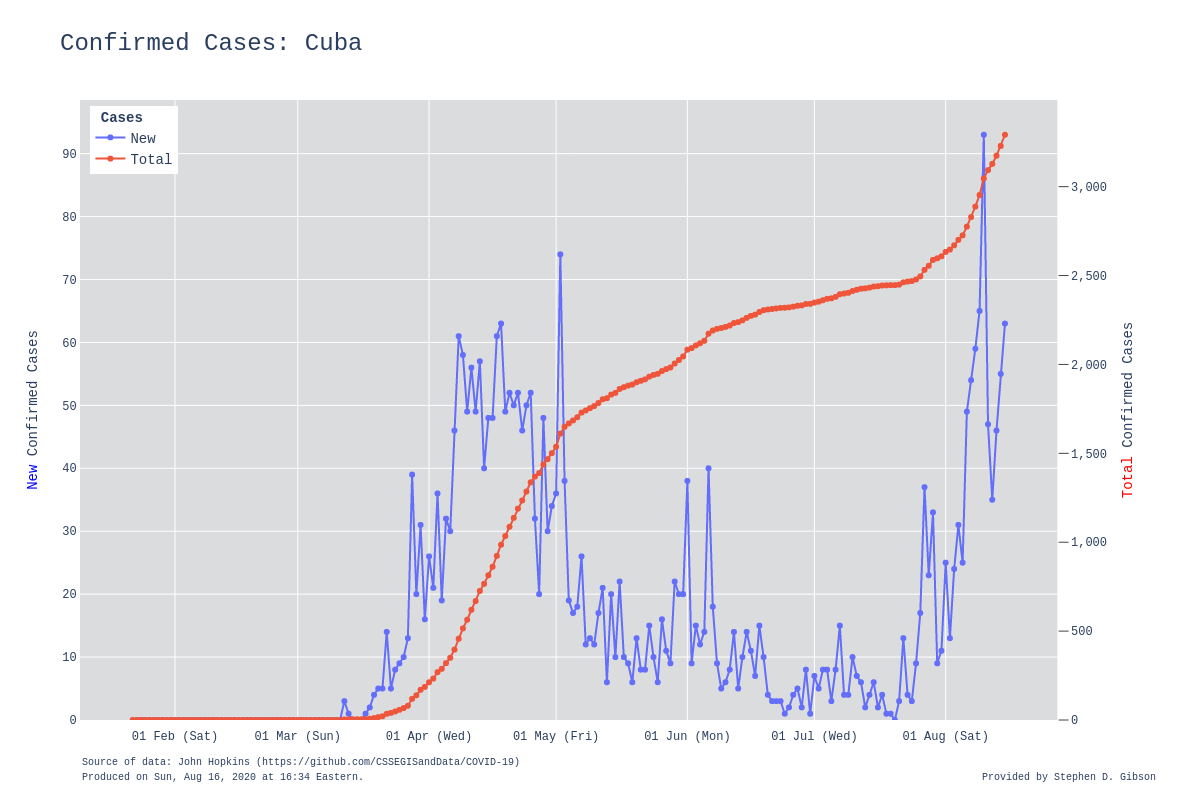 Confirmed Cases: Cuba
Cases
New
Total
90
80
70
60
50
40
30
20
10
0
New Confirmed Cases
3,000
2,500
2,000
1,500
1,000
500
0
Total Confirmed Cases
01 Feb (Sat) 01 Mar (Sun) 01 Apr (Wed) 01 May (Fri) 01 Jun (Mon) 01 Jul (Wed) 01 Aug (Sat)
Source of data: John Hopkins (https://github.com/CSSEGISandData/COVID-19)
Produced on Sun, Aug 16, 2020 at 16:34 Eastern.
Provided by Stephen D. Gibson